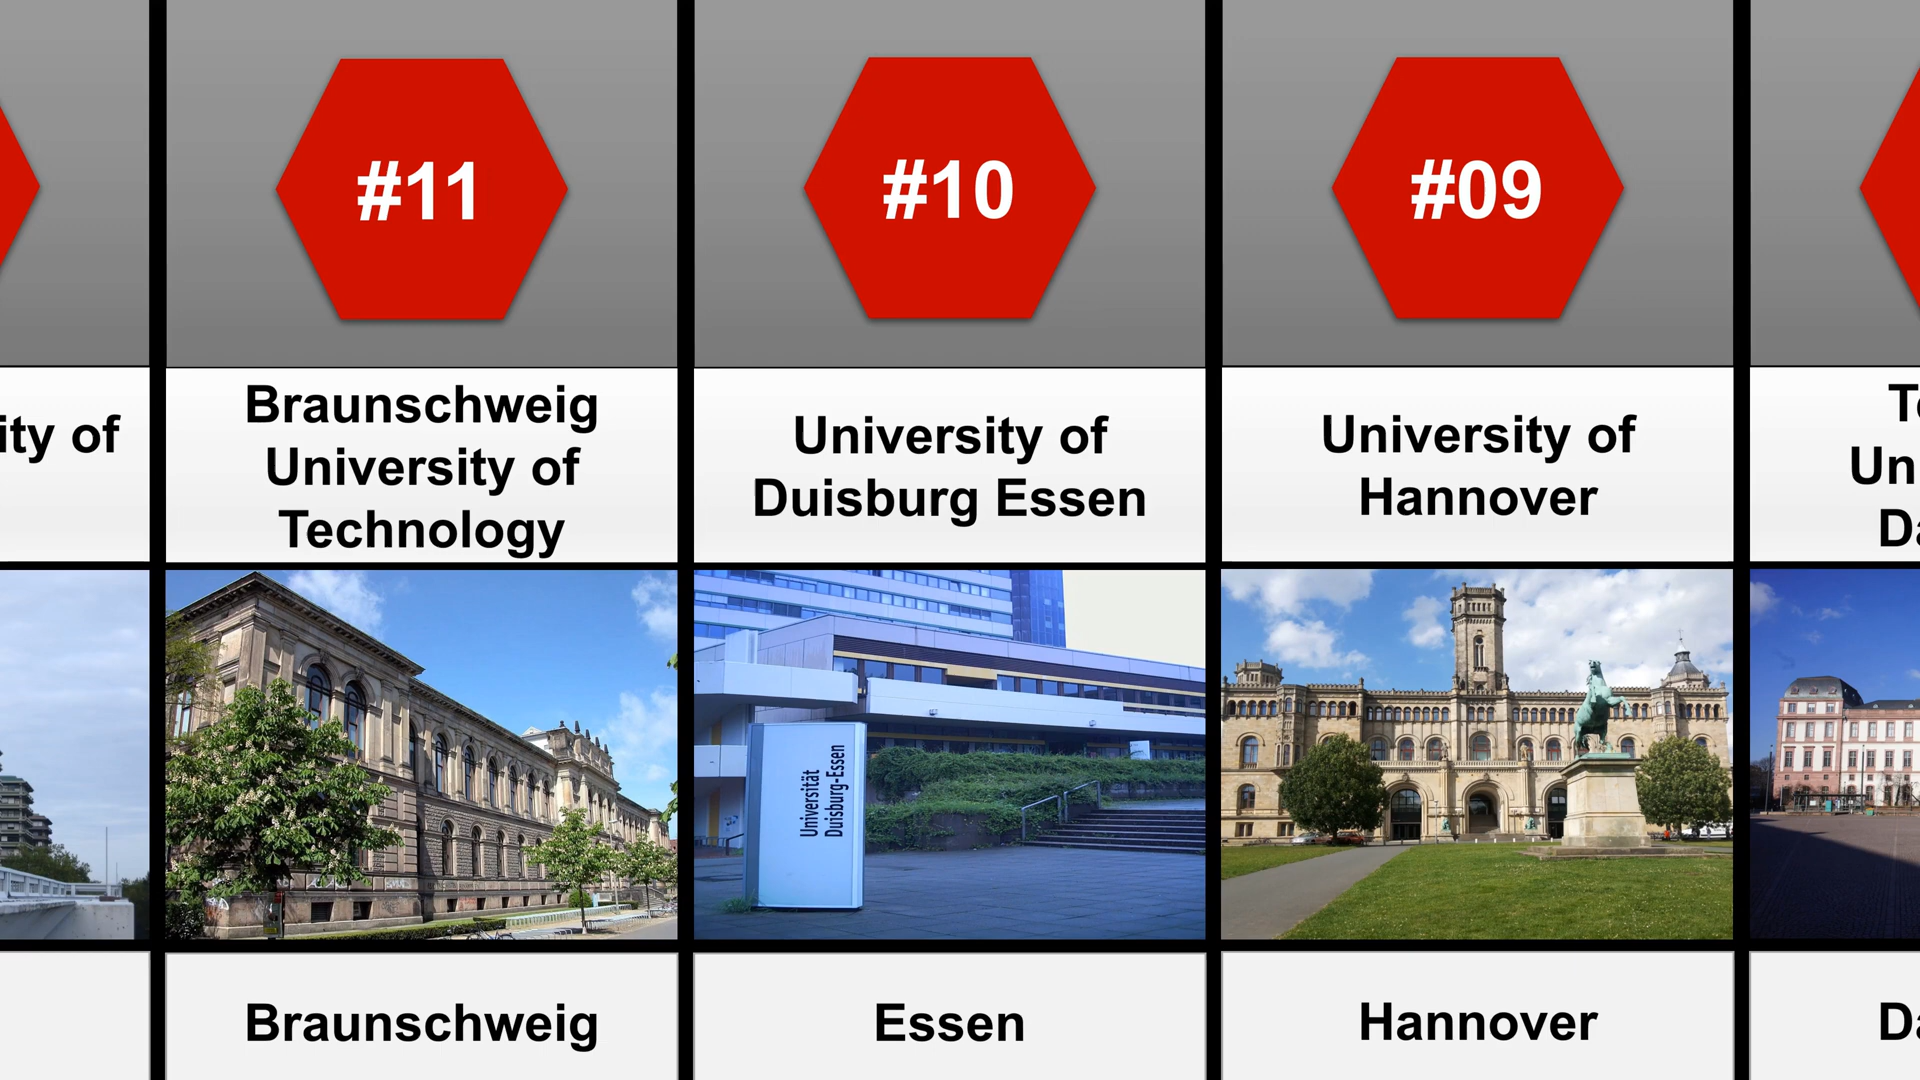 #11
#10
#09
ity of
Braunschweig
University of
Technology
University of
Duisburg Essen
University of
Hannover
Un
Universität
Duisburg-Essen
Braunschweig
Essen
Hannover